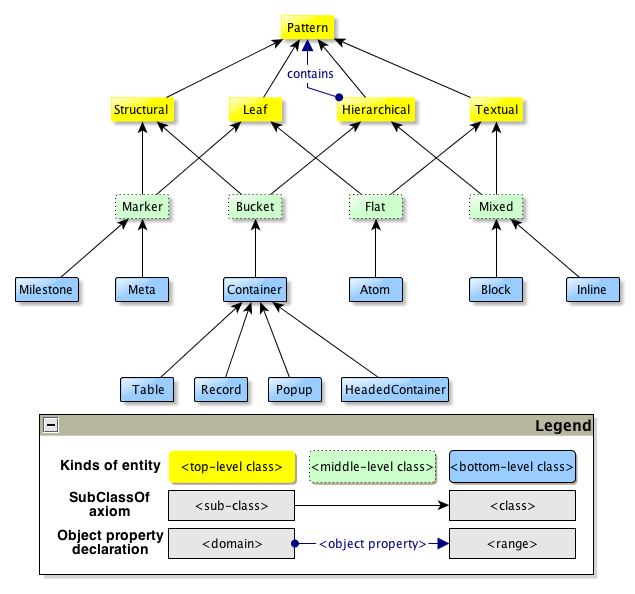 Pattern
contains
Structural
Leaf
Hierarchical
Textual
Marker
Bucket
Flat
Mixed
Milestone
Meta
Container
Atom
Block
Inline
Table
Record
Popup
HeadedContainer
Legend
Kinds of entity
<top-level class>
<middle-level class>
<bottom-level class>
SubClassOf
axiom
<sub-class>
<class>
Object property
declaration
<domain>
<object property>
<range>